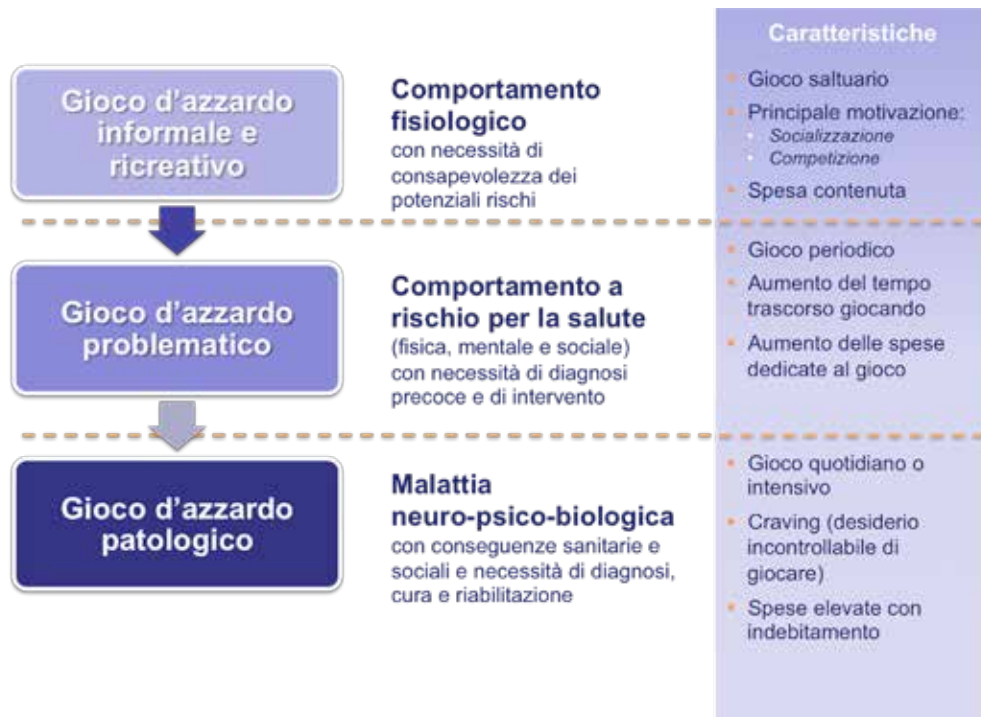 Caratteristiche
Gioco d'azzardo
informale e
ricreativo
Comportamento
fisiologico
con necessità di
consapevolezza dei
potenziali rischi
Gioco saltuario
Principale motivazione:
Socializzazione
Competizione
Spesa contenuta
Gioco d'azzardo
problematico
Comportamento a
rischio per la salute
(fisica, mentale e sociale)
con necessità di diagnosi
precoce e di intervento
Gioco periodico
Aumento del tempo
trascorso giocando
Aumento delle spese
dedicate al gioco
Gioco d'azzardo
patologico
Malattia
neuro-psico-biologica
con conseguenze sanitarie e
sociali e necessità di diagnosi,
cura e riabilitazione
Gioco quotidiano o
intensivo
Craving (desiderio
incontrollabile di
giocare)
Spese elevate con
indebitamento